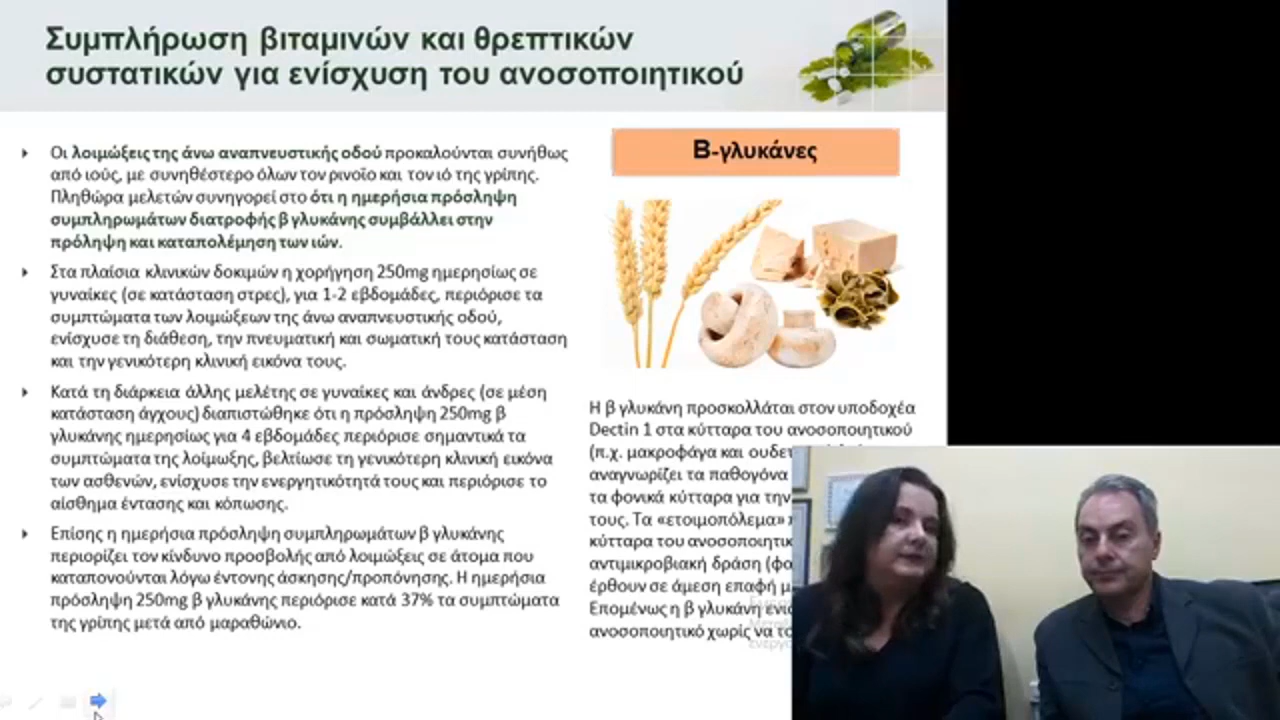 Συμπλήρωση βιταμινών και θρεπτικών
συστατικών για ενίσχυση του ανοσοποιητικού
Οι λοιμώξεις της άνω αναπνευστικής οδού προκαλούνται συνήθως
από ιούς, με συνηθέστερο όλων τον ρινοϊο και τον ιό της γρίπης.
Πληθώρα μελετών συνηγορεί στο ότι η ημερήσια πρόσληψη
συμπληρωμάτων διατροφής β γλυκάνης συμβάλλει στην
πρόληψη και καταπολέμηση των ιών.
Στα πλαίσια κλινικών δοκιμών η χορήγηση 250mg ημερησίως σε
γυναίκες (σε κατάσταση στρες), για 1-2 εβδομάδες, περιόρισε τα
συμπτώματα των λοιμώξεων της άνω αναπνευστικής οδού,
ενίσχυσε τη διάθεση, την πνευματική και σωματική τους κατάσταση
και την γενικότερη κλινική εικόνα τους.
Κατά τη διάρκεια άλλης μελέτης σε γυναίκες και άνδρες (σε μέση
κατάσταση άγχους) διαπιστώθηκε ότι η πρόσληψη 250mg β
γλυκάνης ημερησίως για 4 εβδομάδες περιόρισε σημαντικά τα
συμπτώματα της λοίμωξης, βελτίωσε τη γενικότερη κλινική εικόνα
των ασθενών, ενίσχυσε την ενεργητικότητά τους και περιόρισε το
αίσθημα έντασης και κόπωσης.
Επίσης η ημερήσια πρόσληψη συμπληρωμάτων β γλυκάνης
περιορίζει τον κίνδυνο προσβολής από λοιμώξεις σε άτομα που
καταπονούνται λόγω έντονης άσκησης/προπόνησης. Η ημερήσια
πρόσληψη 250mg β γλυκάνης περιόρισε κατά 37% τα συμπτώματα
της γρίπης μετά από μαραθώνιο.
Β-γλυκάνες
Η β γλυκάνη προσκολλάται στον υποδοχέα
Dectin 1 στα κύτταρα του ανοσοποιητικού
(π.χ. μακροφάγα και
αναγνωρίζει τα παθογόνα
τα φονικά κύτταρα για την
τους. Τα «ετοιμοπόλεμα»
κύτταρα του
αντιμικροβιακή δράση
έρθουν σε άμεση επαφή
Επομένως η β γλυκάνη
ανοσοποιητικό χωρίς να